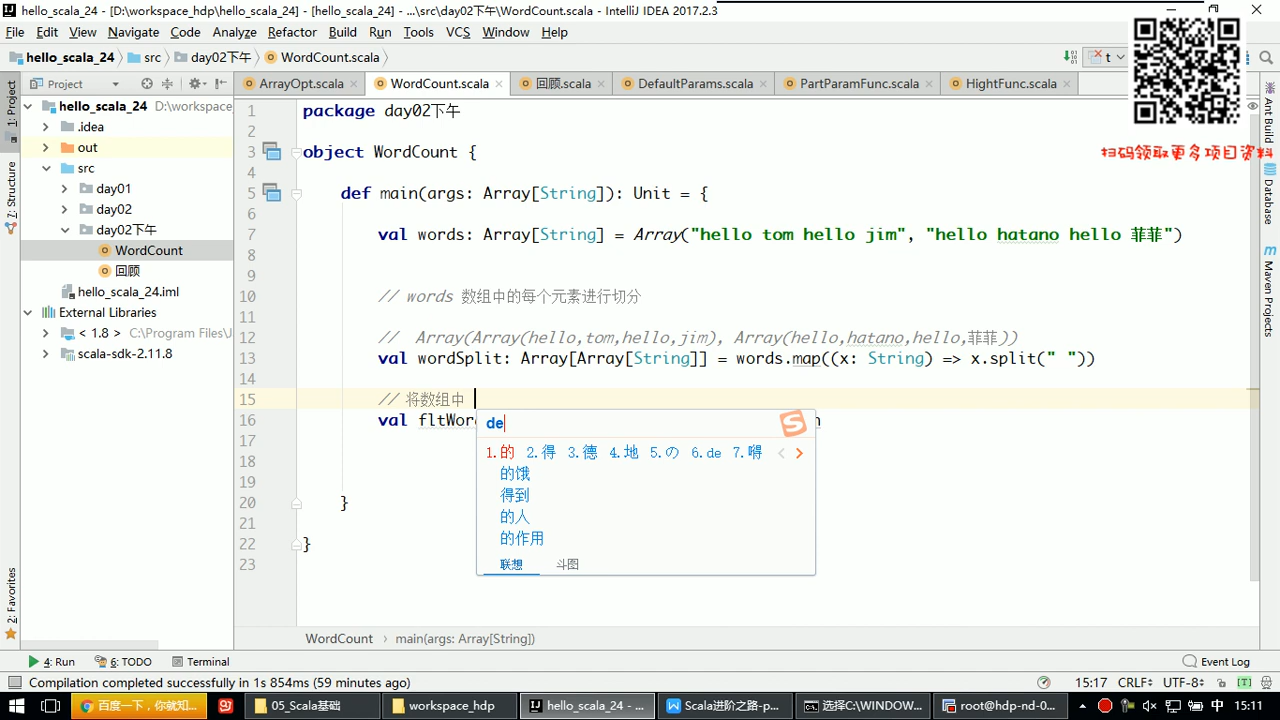 hello_scala_24 - [D:\workspace_hdp\hello_scala_24] - [hello_scala_24] - ...\src\day02下午\WordCount.scala - IntelliJ IDEA 2017.2.3
File Edit View Navigate Code Analyze Refactor Build Run Tools VCS Window Help
hello_scala_24 src day02下午 WordCount.scala t
扫码领取更多项目资料
Project ArrayOpt.scala WordCount.scala 回顾.scala DefaultParams.scala PartParamFunc.scala HightFunc.scala
1: Project
7: Structure
2: Favorites
hello_scala_24 D:\workspace_
.idea
out
src
day01
day02
day02下午
WordCount
回顾
hello_scala_24.iml
External Libraries
< 1.8 > C:\Program Files\J
scala-sdk-2.11.8
1 package day02下午
2
3 object WordCount {
4
5 def main(args: Array[String]): Unit = {
6
7 val words: Array[String] = Array("hello tom hello jim", "hello hatano hello 菲菲")
8
9
10 // words 数组中的每个元素进行切分
11
12 // Array(Array(hello,tom,hello,jim), Array(hello,hatano,hello,菲菲))
13 val wordSplit: Array[Array[String]] = words.map((x: String) => x.split(" "))
14
15 // 将数组中
16 val fltWor
17
18
19
20 }
21
22 }
23
de
1.的 2.得 3.德 4.地 5.の 6.de 7.嘚
的饿
得到
的人
的作用
联想 斗图
Ant Build
Database
Maven Projects
WordCount main(args: Array[String])
4: Run 6: TODO Terminal Event Log
Compilation completed successfully in 1s 854ms (59 minutes ago) 15:17 CRLF UTF-8
百度一下，你就知... 05_Scala基础 workspace_hdp hello_scala_24 - ... Scala进阶之路-p... 选择C:\WINDOW... root@hdp-nd-0... 中 15:11